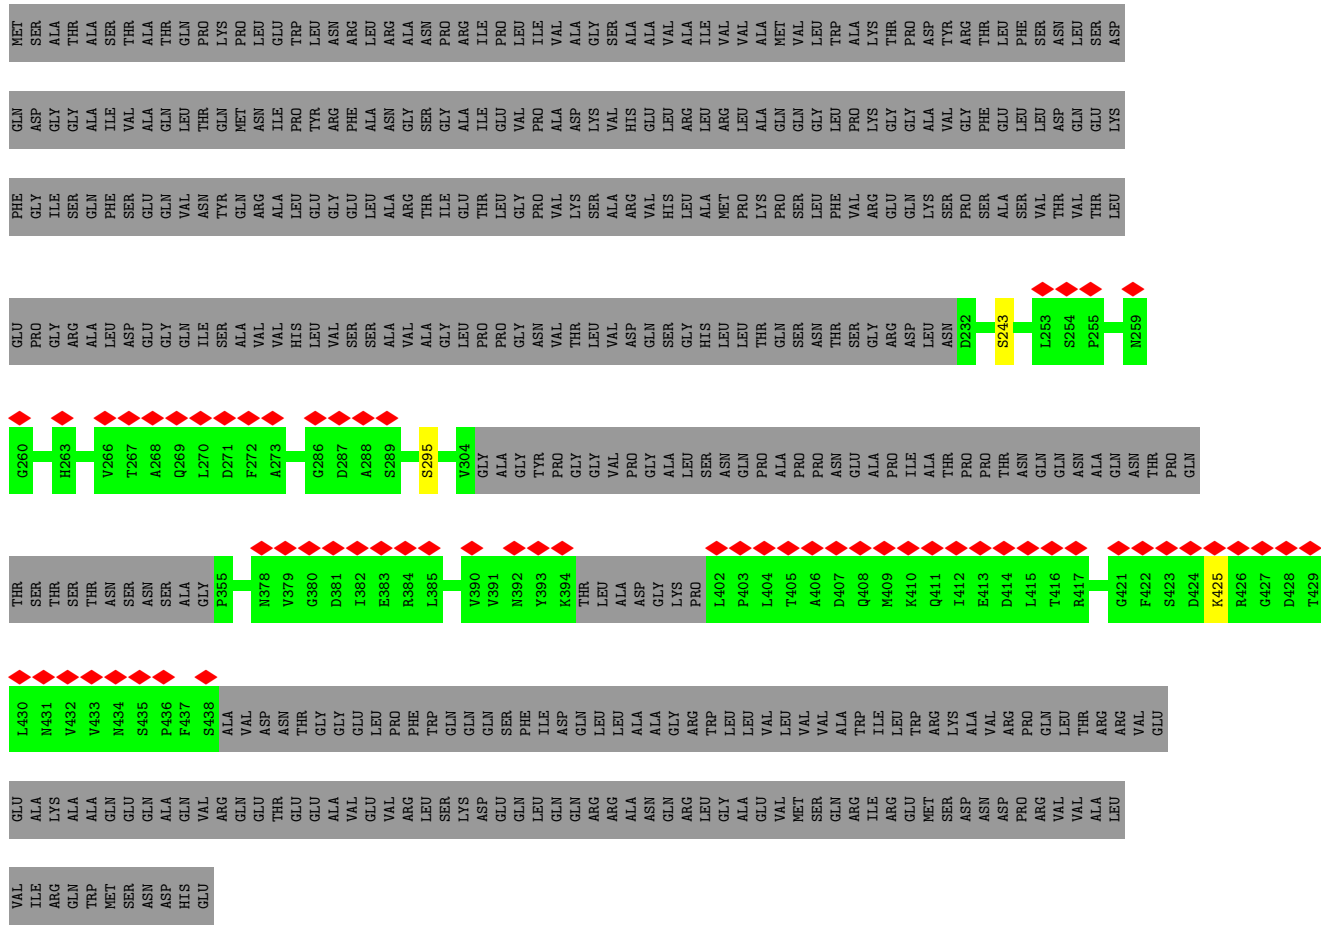 MET SER ALA THR ALA SER THR ALA THR GLN PRO LYS PRO LEU GLU TRP LEU ASN ARG LEU ARG ALA ASN PRO ARG ILE PRO LEU ILE VAL ALA GLY SER ALA ALA VAL ALA ILE VAL VAL ALA MET VAL LEU TRP ALA LYS THR PRO ASP TYR ARG THR LEU PHE SER ASN LEU SER ASP
GLN ASP GLY GLY ALA ILE VAL ALA GLN LEU THR GLN MET ASN ILE PRO TYR ARG PHE ALA ASN GLY SER GLY ALA ILE GLU VAL PRO ALA ASP LYS VAL HIS GLU LEU ARG LEU ARG LEU ALA GLN GLN GLY LEU PRO LYS GLY GLY ALA VAL GLY PHE GLU LEU LEU ASP GLN GLU LYS
PHE GLY ILE SER GLN PHE SER GLU GLN VAL ASN TYR GLN ARG ALA LEU GLU GLY GLU LEU ALA ARG THR ILE GLU THR LEU GLY PRO VAL LYS SER ALA ARG VAL HIS LEU ALA MET PRO LYS PRO SER LEU PHE VAL ARG GLU GLN LYS SER PRO SER ALA SER VAL THR VAL THR LEU
GLU PRO GLY ARG ALA LEU ASP GLU GLY GLN ILE SER ALA VAL VAL HIS LEU VAL SER SER ALA VAL ALA GLY LEU PRO PRO GLY ASN VAL THR LEU VAL ASP GLN SER GLY HIS LEU LEU THR GLN SER ASN THR SER GLY ARG ASP LEU ASN D232 S243 L253 S254 P255 N259
G260 H263 V266 T267 A268 Q269 L270 D271 F272 A273 G286 D287 A288 S289 S295 V304 GLY ALA GLY TYR PRO GLY GLY VAL PRO GLY ALA LEU SER ASN GLN PRO ALA PRO PRO ASN GLU ALA PRO ILE ALA THR PRO PRO THR ASN GLN GLN ASN ALA GLN ASN THR PRO GLN
THR SER THR SER THR ASN SER ASN SER ALA GLY P355 N378 V379 G380 D381 I382 E383 R384 L385 V390 V391 N392 Y393 K394 THR LEU ALA ASP GLY LYS PRO L402 P403 L404 T405 A406 D407 Q408 M409 K410 Q411 I412 E413 D414 L415 T416 R417 G421 F422 S423 D424 K425 R426 G427 D428 T429
L430 N431 V432 V433 N434 S435 P436 F437 S438 ALA VAL ASP ASN THR GLY GLY GLU LEU PRO PHE TRP GLN GLN GLN SER PHE ILE ASP GLN LEU LEU ALA ALA GLY ARG TRP LEU LEU VAL LEU VAL VAL ALA TRP ILE LEU TRP ARG LYS ALA VAL ARG PRO GLN LEU THR ARG ARG VAL GLU
GLU ALA LYS ALA ALA GLN GLU GLN ALA GLN VAL ARG GLN GLU THR GLU GLU ALA VAL GLU VAL ARG LEU SER LYS ASP GLU GLN LEU GLN GLN ARG ARG ALA ASN GLN ARG LEU GLY ALA GLU VAL MET SER GLN ARG ILE ARG GLU MET SER ASP ASN ASP PRO ARG VAL VAL ALA LEU
VAL ILE ARG GLN TRP MET SER ASN ASP HIS GLU